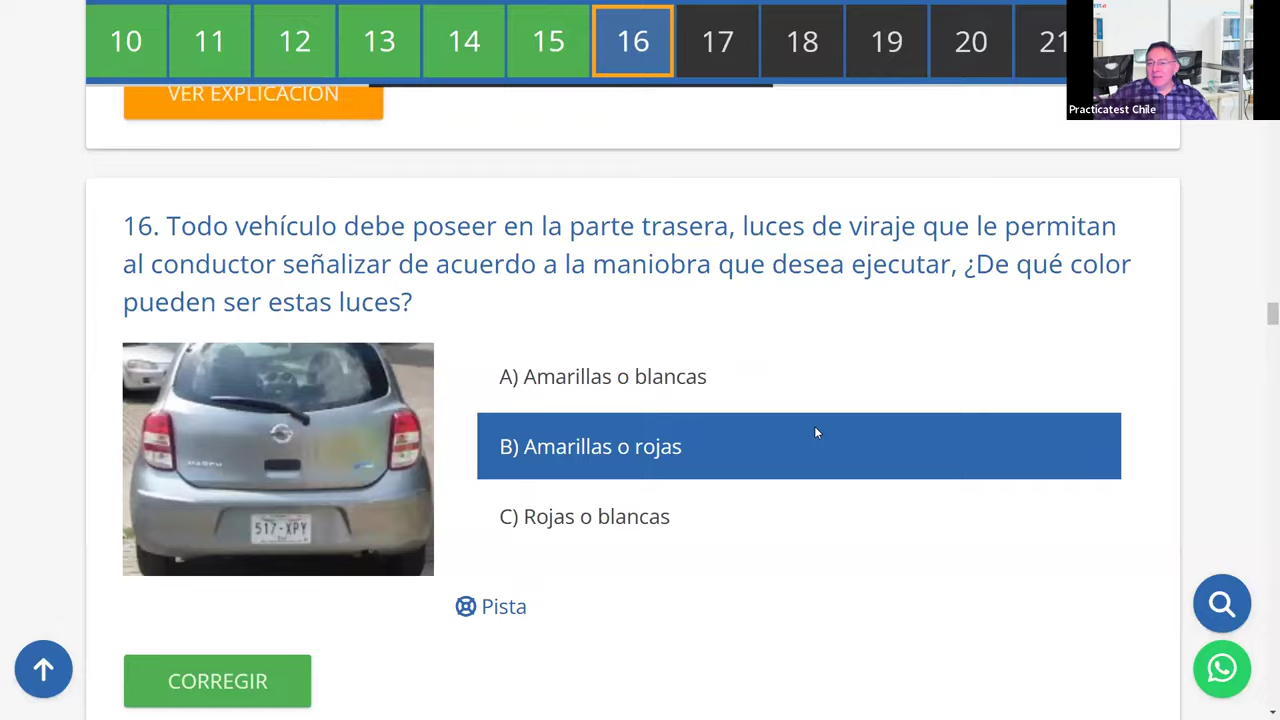 10 11 12 13 14 15 16 17 18 19 20 21
Practicatest Chile
VER EXPLICACIÓN
16. Todo vehículo debe poseer en la parte trasera, luces de viraje que le permitan
al conductor señalizar de acuerdo a la maniobra que desea ejecutar, ¿De qué color
pueden ser estas luces?
A) Amarillas o blancas
B) Amarillas o rojas
C) Rojas o blancas
517-XPY
Pista
CORREGIR